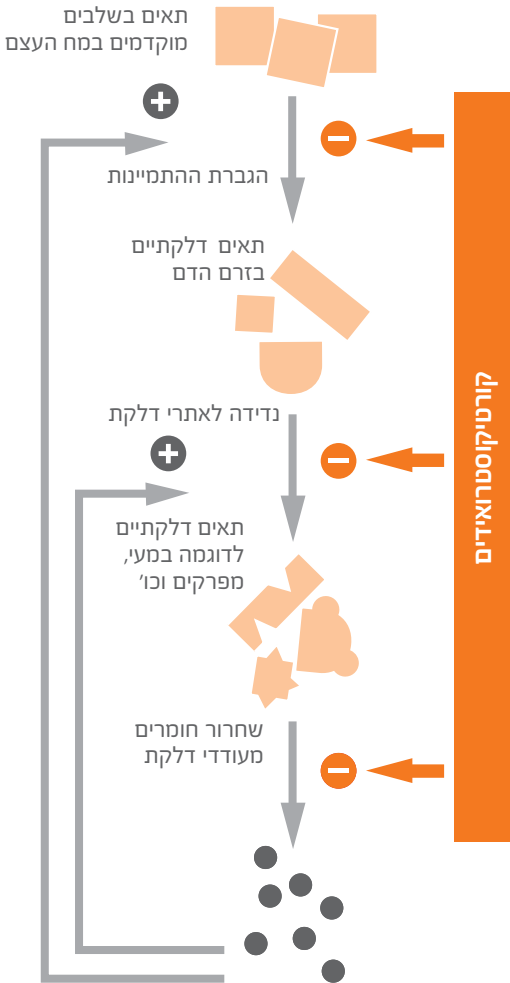 תאים בשלבים
מוקדמים במח העצם
הגברת ההתמיינות
תאים דלקתיים
בזרם הדם
נדידה לאתרי דלקת
תאים דלקתיים
לדוגמה במעי,
מפרקים וכו'
שחרור חומרים
מעודדי דלקת
קורטיקוסטרואידים